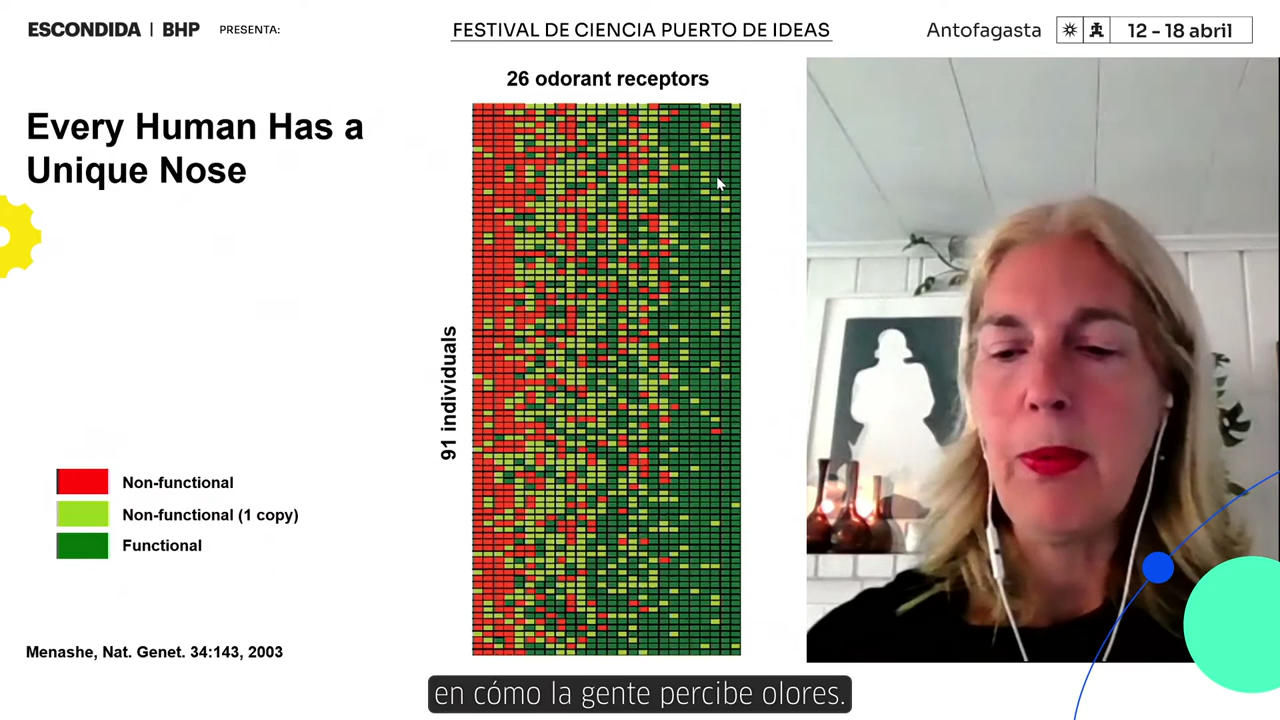 ESCONDIDA | BHP PRESENTA:
FESTIVAL DE CIENCIA PUERTO DE IDEAS
Antofagasta 12 - 18 abril
26 odorant receptors
Every Human Has a
Unique Nose
91 individuals
Non-functional
Non-functional (1 copy)
Functional
Menashe, Nat. Genet. 34:143, 2003
en cómo la gente percibe olores.